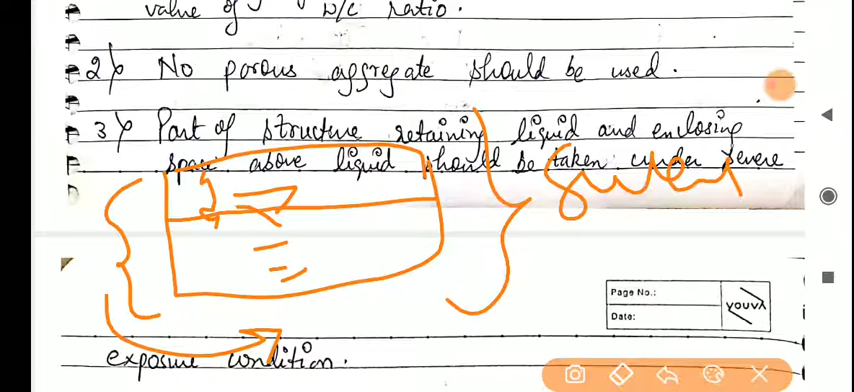 value of W/C ratio.
2) No porous aggregate should be used.
3) Part of structure retaining liquid and enclosing
space above liquid should be taken under severe
Page No.:
Date:
YOUVA
exposure condition.